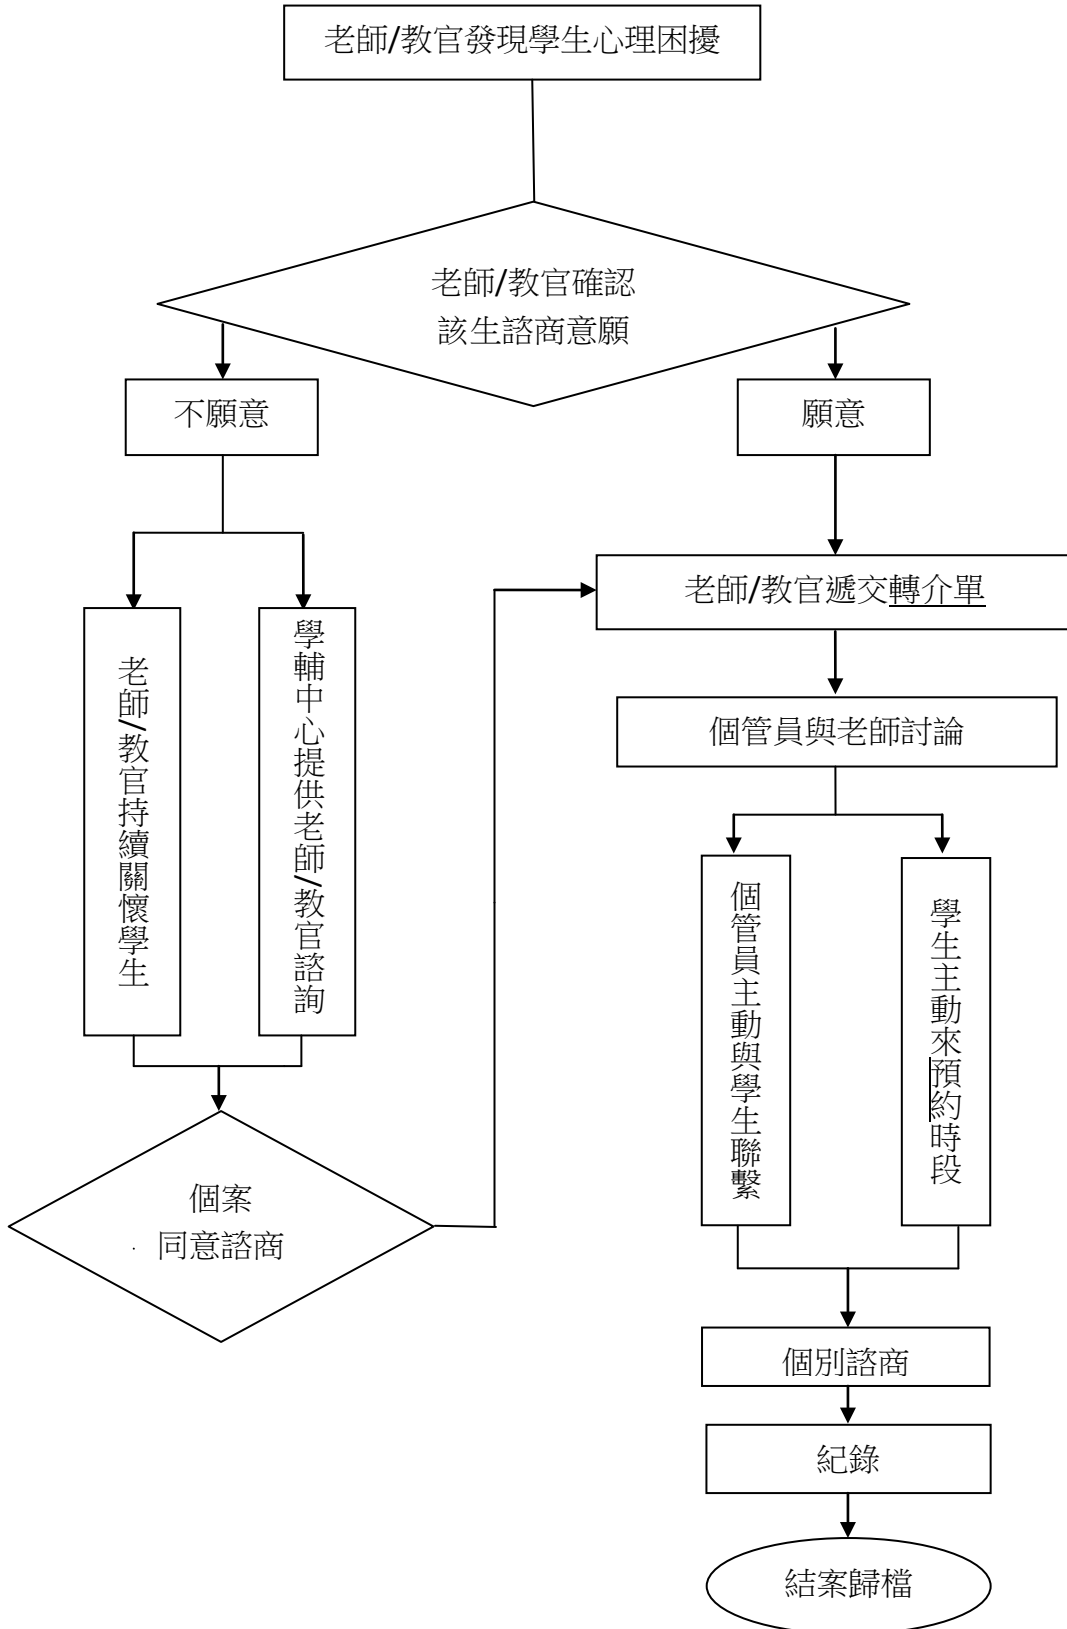 老師/教官發現學生心理困擾
老師/教官確認
該生諮商意願
不願意
願意
老師/教官遞交轉介單
個管員與老師討論
老師/教官持續關懷學生
學輔中心提供老師/教官諮詢
個管員主動與學生聯繫
學生主動來預約時段
個案
同意諮商
個別諮商
紀錄
結案歸檔